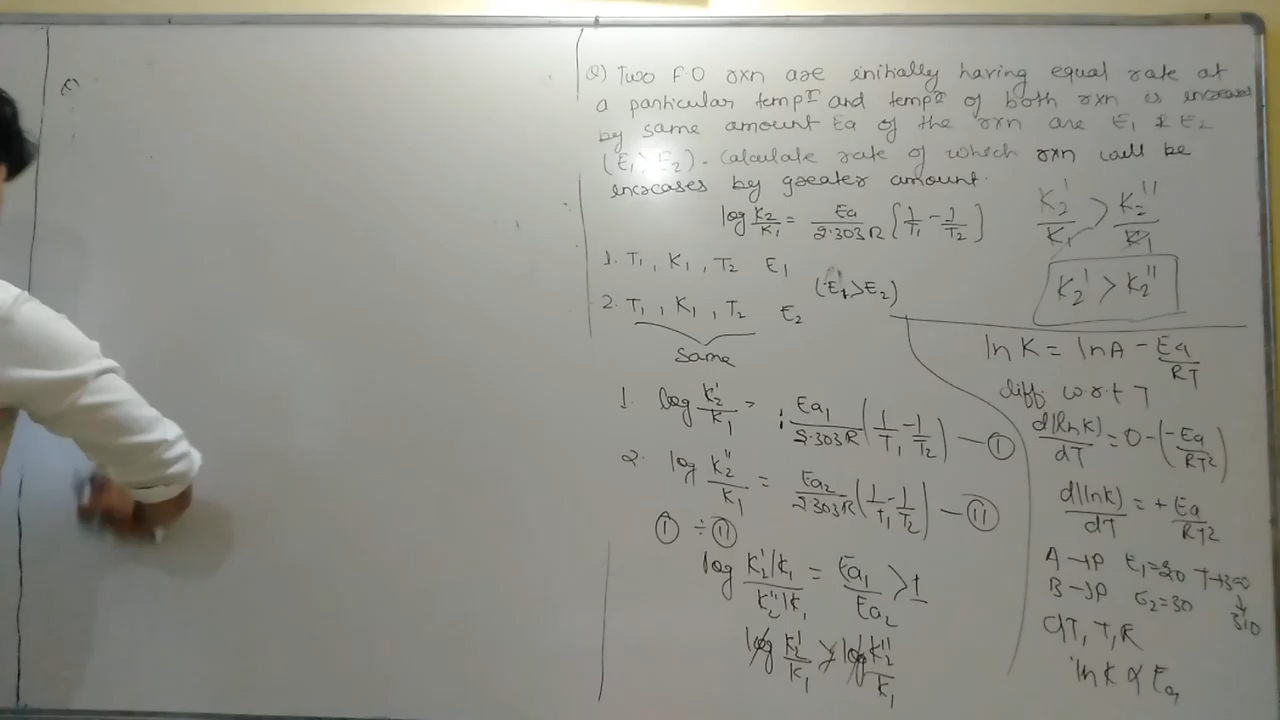 Q) Two F.O rxn are initially having equal rate at
a particular tempr and tempr of both rxn is increases
by same amount Ea of the rxn are E1 & E2
(E1 > E2). Calculate rate of which rxn will be
increases by greater amount.
log K2/K1 = Ea/2.303R [1/T1 - 1/T2]
1. T1, K1, T2 E1
(E1>E2)
2. T1, K1, T2 E2
same
1. log K2'/K1 = Ea1/2.303R (1/T1 - 1/T2) — I
2. log K2''/K1 = Ea2/2.303R (1/T1 - 1/T2) — II
I ÷ II
log K2'/K1 / K2''/K1 = Ea1/Ea2 > 1
log K2'/K1 > log K2''/K1
K2'/K1 > K2''/K1
K2' > K2''
ln K = ln A - Ea/RT
diff. w.r.t T
d(ln K)/dT = 0 - (-Ea/RT2)
d(ln K)/dT = + Ea/RT2
A → P E1=20 T→300
B → P E2=30 310
dT, T, R
ln K ∝ Ea